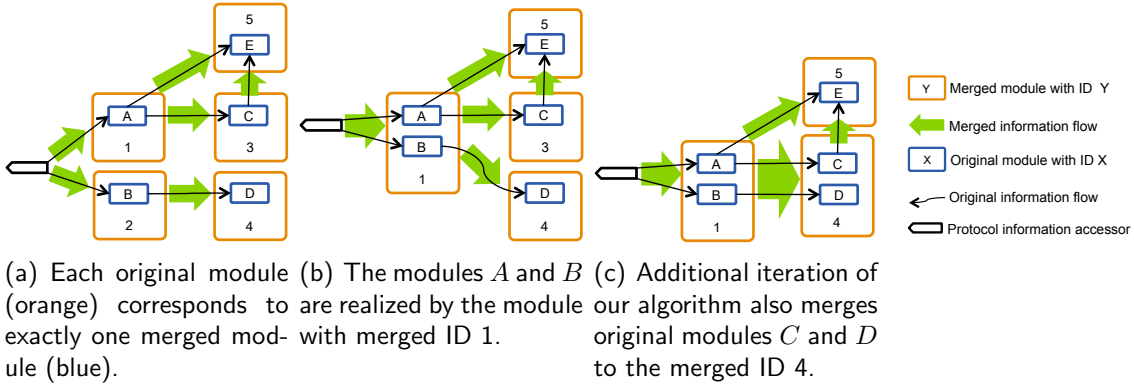 5
E
A
1
C
3
B
2
D
4
5
E
A
B
1
C
3
D
4
5
E
A
B
1
C
D
4
Y Merged module with ID Y
Merged information flow
X Original module with ID X
Original information flow
Protocol information accessor
(a) Each original module
(orange) corresponds to
exactly one merged mod-
ule (blue).
(b) The modules A and B
are realized by the module
with merged ID 1.
(c) Additional iteration of
our algorithm also merges
original modules C and D
to the merged ID 4.